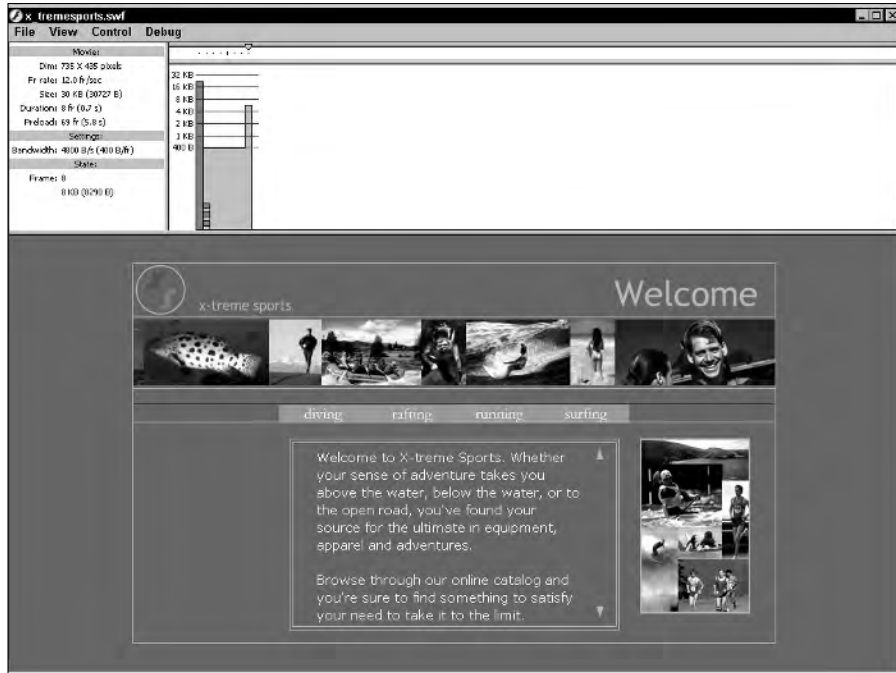 x_tremesports.swf
File View Control Debug
Movie:
Dim: 735 X 435 pixels
Fr rate: 12.0 fr/sec
Size: 30 KB (30727 B)
Duration: 8 fr (0.7 s)
Preload: 69 fr (5.8 s)
Settings:
Bandwidth: 4800 B/s (400 B/fr)
State:
Frame: 8
8 KB (8290 B)
32 KB
16 KB
8 KB
4 KB
2 KB
1 KB
400 B
x-treme sports
Welcome
diving rafting running surfing
Welcome to X-treme Sports. Whether
your sense of adventure takes you
above the water, below the water, or to
the open road, you've found your
source for the ultimate in equipment,
apparel and adventures.
Browse through our online catalog and
you're sure to find something to satisfy
your need to take it to the limit.